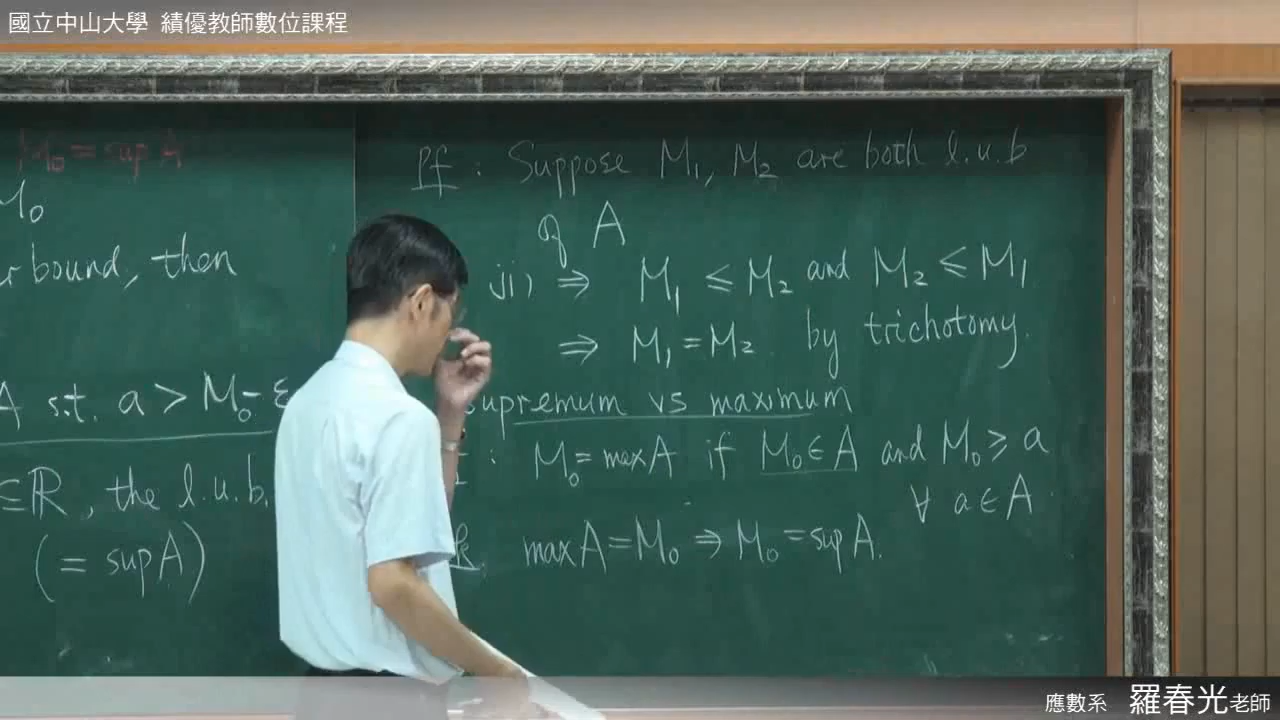 國立中山大學 績優教師數位課程
M₀ = sup A
M₀
bound, then
A s.t. a > M₀ - ε
≤ ℝ, the l.u.b.
(= sup A)
Pf : Suppose M₁, M₂ are both l.u.b
of A
⇒ M₁ ≤ M₂ and M₂ ≤ M₁
⇒ M₁ = M₂ by trichotomy.
supremum vs maximum
: M₀ = max A if M₀ ∈ A and M₀ ≥ a
∀ a ∈ A.
max A = M₀ ⇒ M₀ = sup A.
應數系 羅春光老師